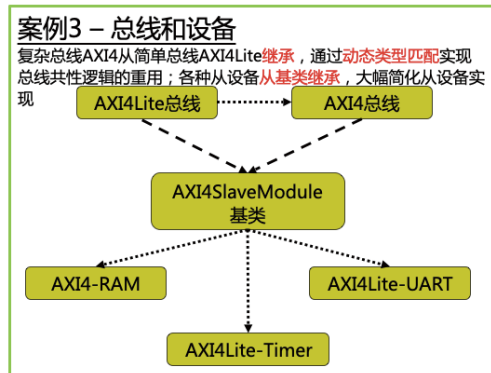 案例3 – 总线和设备
复杂总线AXI4从简单总线AXI4Lite继承，通过动态类型匹配实现
总线共性逻辑的重用；各种从设备从基类继承，大幅简化从设备实
现
AXI4Lite总线
AXI4总线
AXI4SlaveModule
基类
AXI4-RAM
AXI4Lite-UART
AXI4Lite-Timer